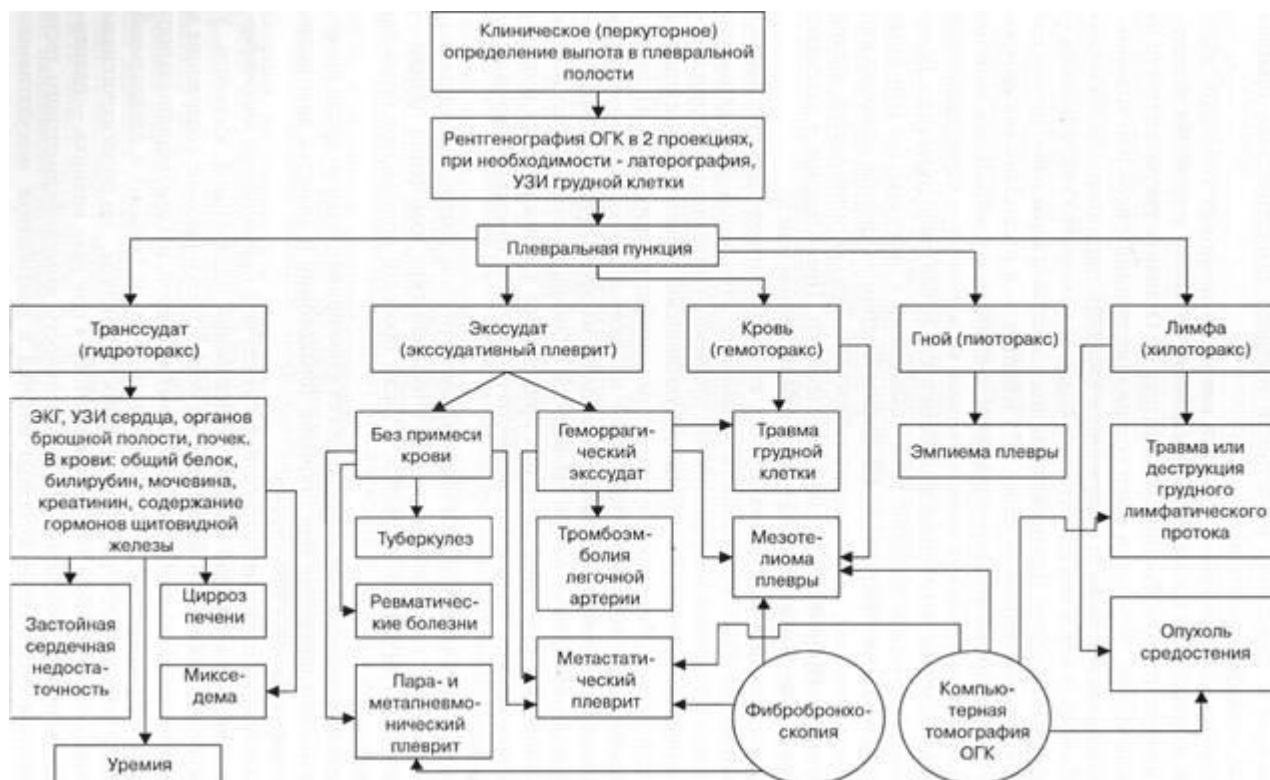 Клиническое (перкуторное)
определение выпота в плевральной
полости
Рентгенография ОГК в 2 проекциях,
при необходимости - латерография,
УЗИ грудной клетки
Плевральная пункция
Транссудат
(гидроторакс)
Экссудат
(экссудативный плеврит)
Кровь
(гемоторакс)
Гной (пиоторакс)
Лимфа
(хилоторакс)
ЭКГ, УЗИ сердца, органов
брюшной полости, почек.
В крови: общий белок,
билирубин, мочевина,
креатинин, содержание
гормонов щитовидной
железы
Без примеси
крови
Геморраги-
ческий
экссудат
Травма
грудной
клетки
Эмпиема плевры
Травма или
деструкция
грудного
лимфатического
протока
Туберкулез
Тромбоэм-
болия
легочной
артерии
Мезоте-
лиома
плевры
Застойная
сердечная
недоста-
точность
Цирроз
печени
Ревматичес-
кие болезни
Опухоль
средостения
Миксе-
дема
Пара- и
метапневмо-
нический
плеврит
Метастати-
ческий
плеврит
Фибробронхо-
скопия
Компью-
терная
томография
ОГК
Уремия